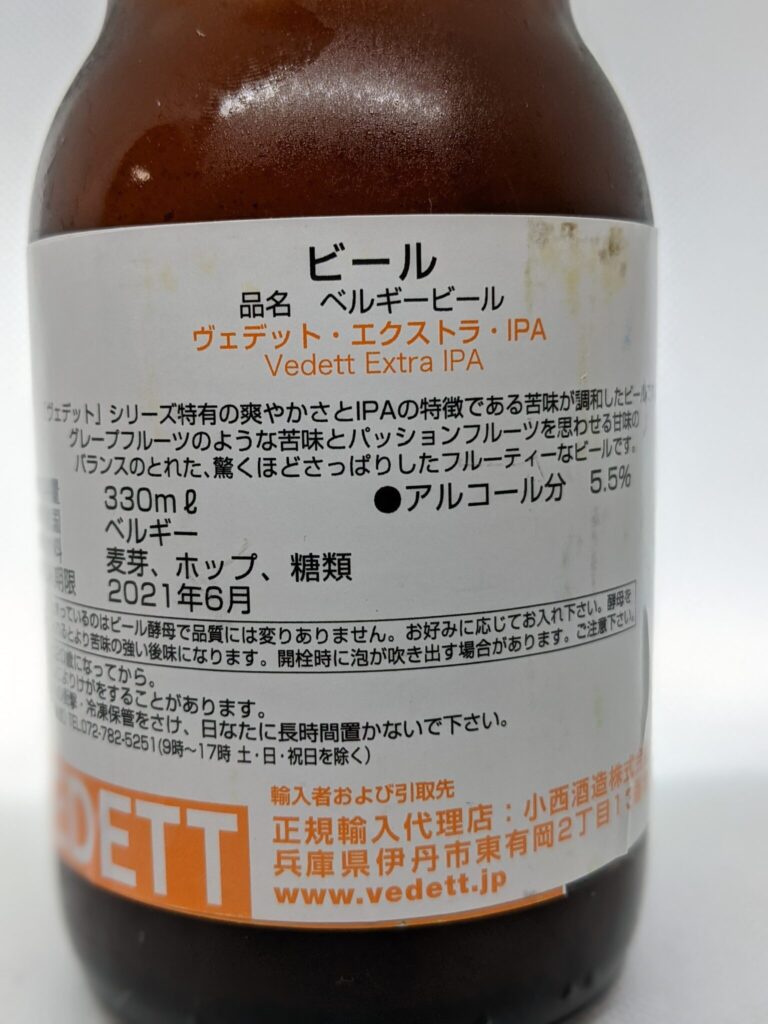 ビール
品名 ベルギービール
ヴェデット・エクストラ・IPA
Vedett Extra IPA
ヴェデット」シリーズ特有の爽やかさとIPAの特徴である苦味が調和したビール
グレープフルーツのような苦味とパッションフルーツを思わせる甘味の
バランスのとれた、驚くほどさっぱりしたフルーティーなビールです。
330mℓ ●アルコール分 5.5%
ベルギー
麦芽、ホップ、糖類
期限 2021年6月
っているのはビール酵母で品質には変りありません。お好みに応じてお入れ下さい。酵母を
るとより苦味の強い後味になります。開栓時に泡が吹き出す場合があります。ご注意下さい。
歳になってから。
よりけがをすることがあります。
・冷凍保管をさけ、日なたに長時間置かないで下さい。
TEL072-782-5251(9時〜17時 土・日・祝日を除く)
VEDETT
輸入者および引取先
正規輸入代理店:小西酒造株式会
兵庫県伊丹市東有岡2丁目1
www.vedett.jp